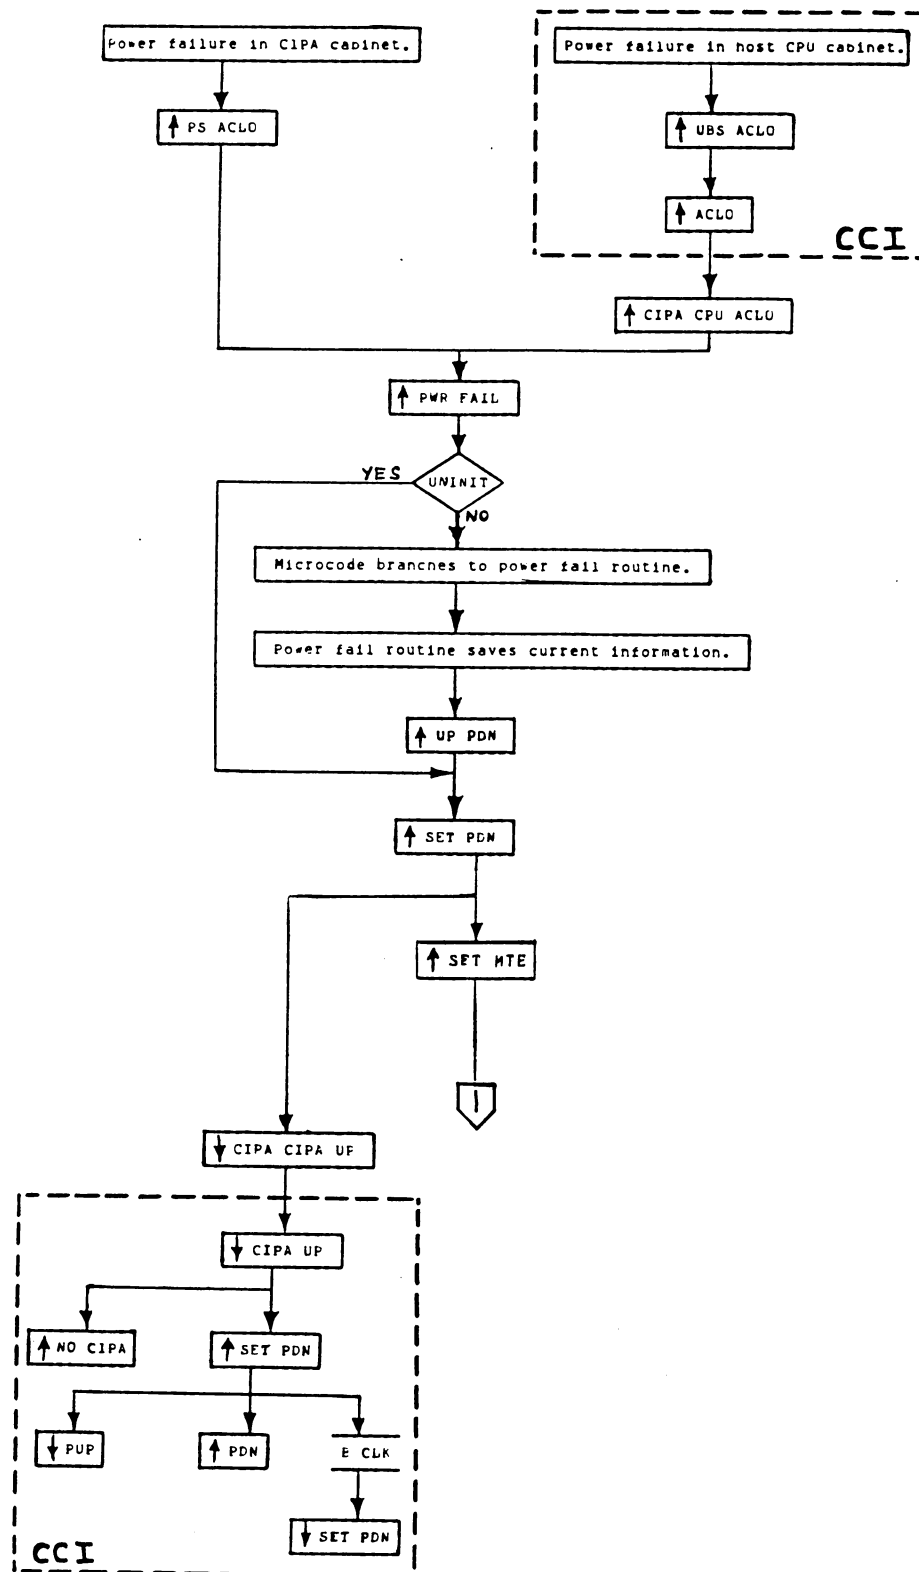 Power failure in CIPA cabinet.
Power failure in host CPU cabinet.
↑ PS ACLO
↑ UBS ACLO
↑ ACLO
CCI
↑ CIPA CPU ACLO
↑ PWR FAIL
YES
UNINIT
NO
Microcode branches to power fail routine.
Power fail routine saves current information.
↑ UP PDN
↑ SET PDN
↑ SET MTE
1
↓ CIPA CIPA UP
↓ CIPA UP
↑ NO CIPA
↑ SET PDN
↓ PUP
↑ PDN
B CLK
↓ SET PDN
CCI